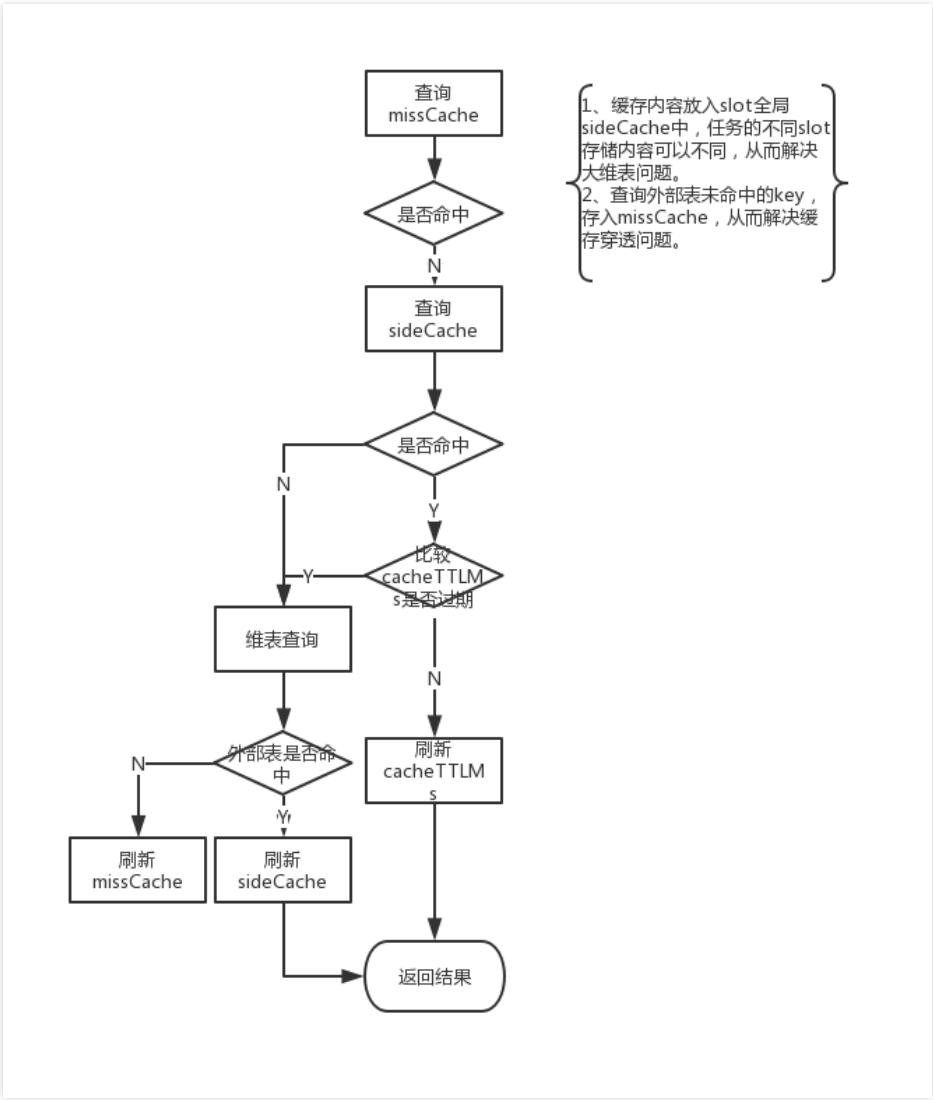 查询
missCache
1、缓存内容放入slot全局
sideCache中，任务的不同slot
存储内容可以不同，从而解决
大维表问题。
2、查询外部表未命中的key，
存入missCache，从而解决缓
存穿透问题。
是否命中
N
查询
sideCache
是否命中
N
Y
比较
cacheTTLM
s是否过期
Y
维表查询
N
外部表是否命
中
N
Y
刷新
cacheTTLM
s
刷新
missCache
刷新
sideCache
返回结果